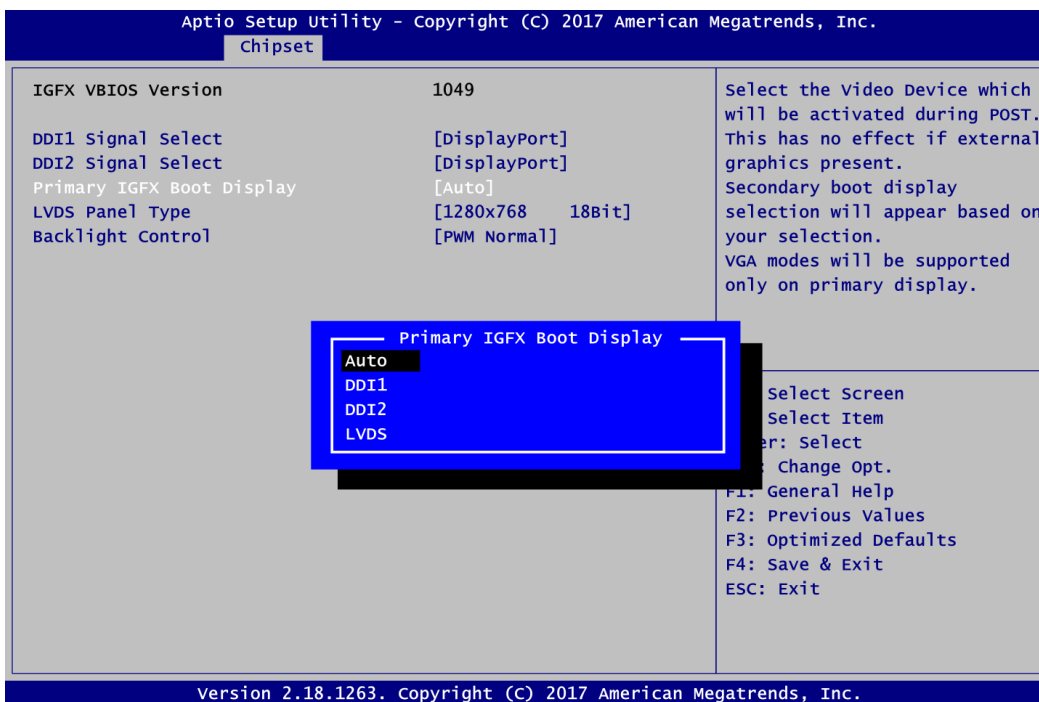 Aptio Setup Utility - Copyright (C) 2017 American Megatrends, Inc.
Chipset
IGFX VBIOS Version 1049
DDI1 Signal Select [DisplayPort]
DDI2 Signal Select [DisplayPort]
Primary IGFX Boot Display [Auto]
LVDS Panel Type [1280x768 18Bit]
Backlight Control [PWM Normal]
Select the Video Device which
will be activated during POST.
This has no effect if external
graphics present.
Secondary boot display
selection will appear based on
your selection.
VGA modes will be supported
only on primary display.
Primary IGFX Boot Display
Auto
DDI1
DDI2
LVDS
Select Screen
Select Item
er: Select
: Change Opt.
F1: General Help
F2: Previous Values
F3: Optimized Defaults
F4: Save & Exit
ESC: Exit
Version 2.18.1263. Copyright (C) 2017 American Megatrends, Inc.